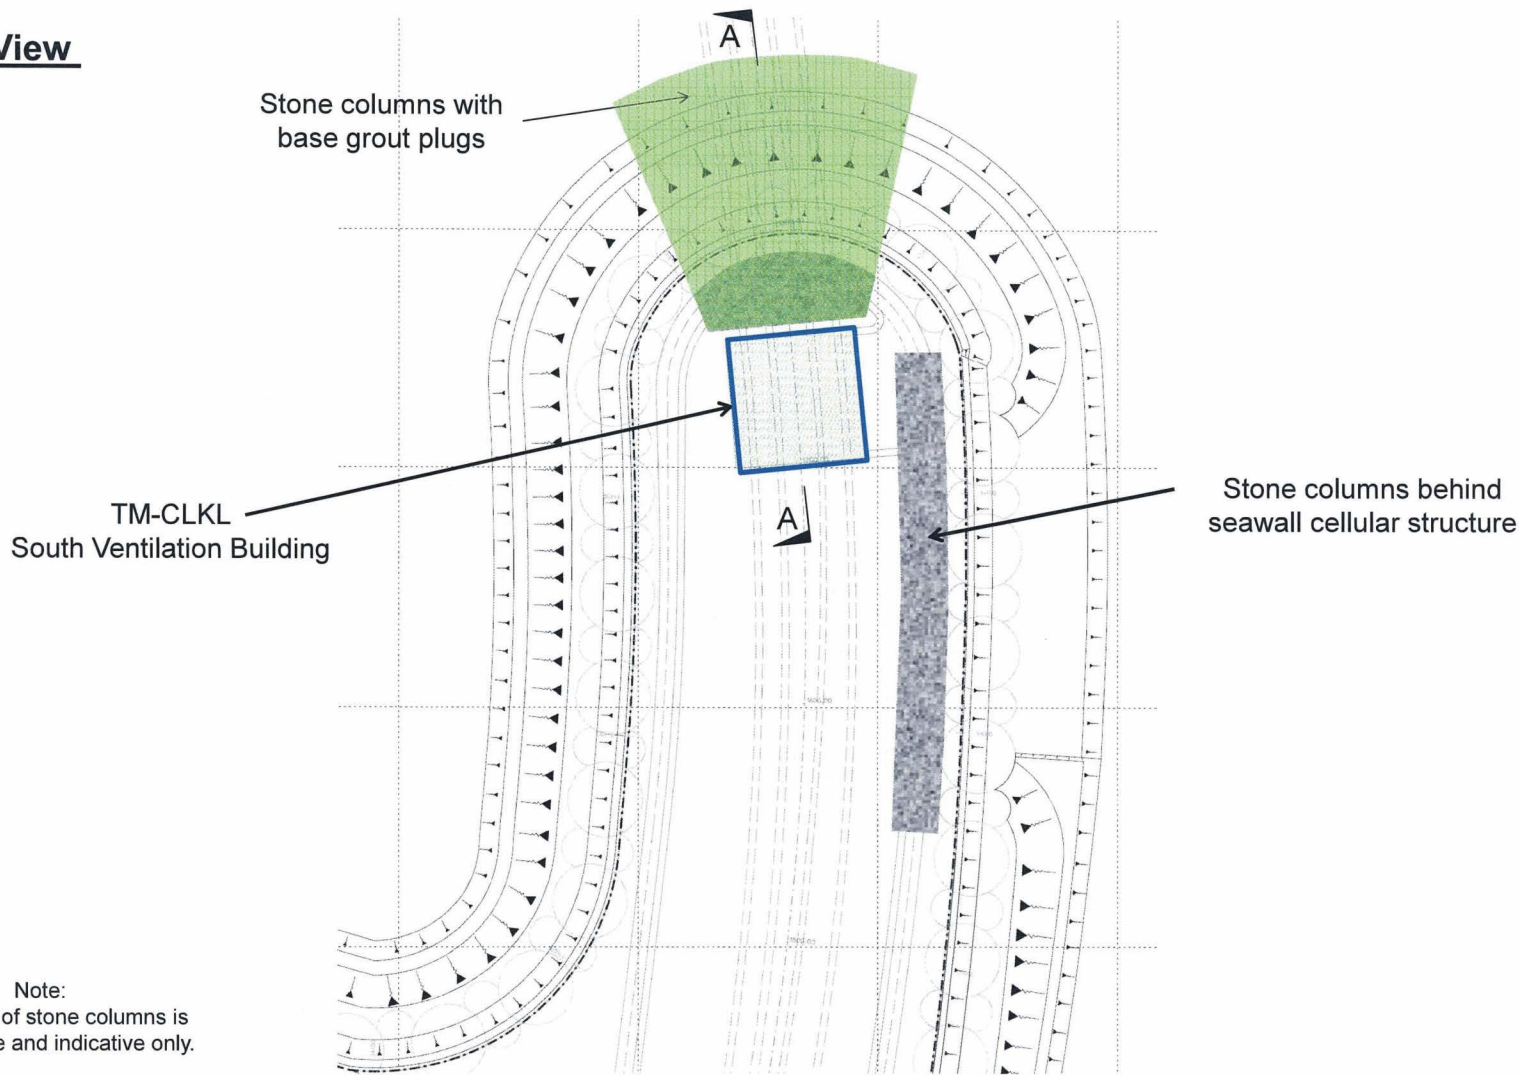 View
A
Stone columns with
base grout plugs
TM-CLKL
South Ventilation Building
A
Stone columns behind
seawall cellular structure
Note:
of stone columns is
e and indicative only.